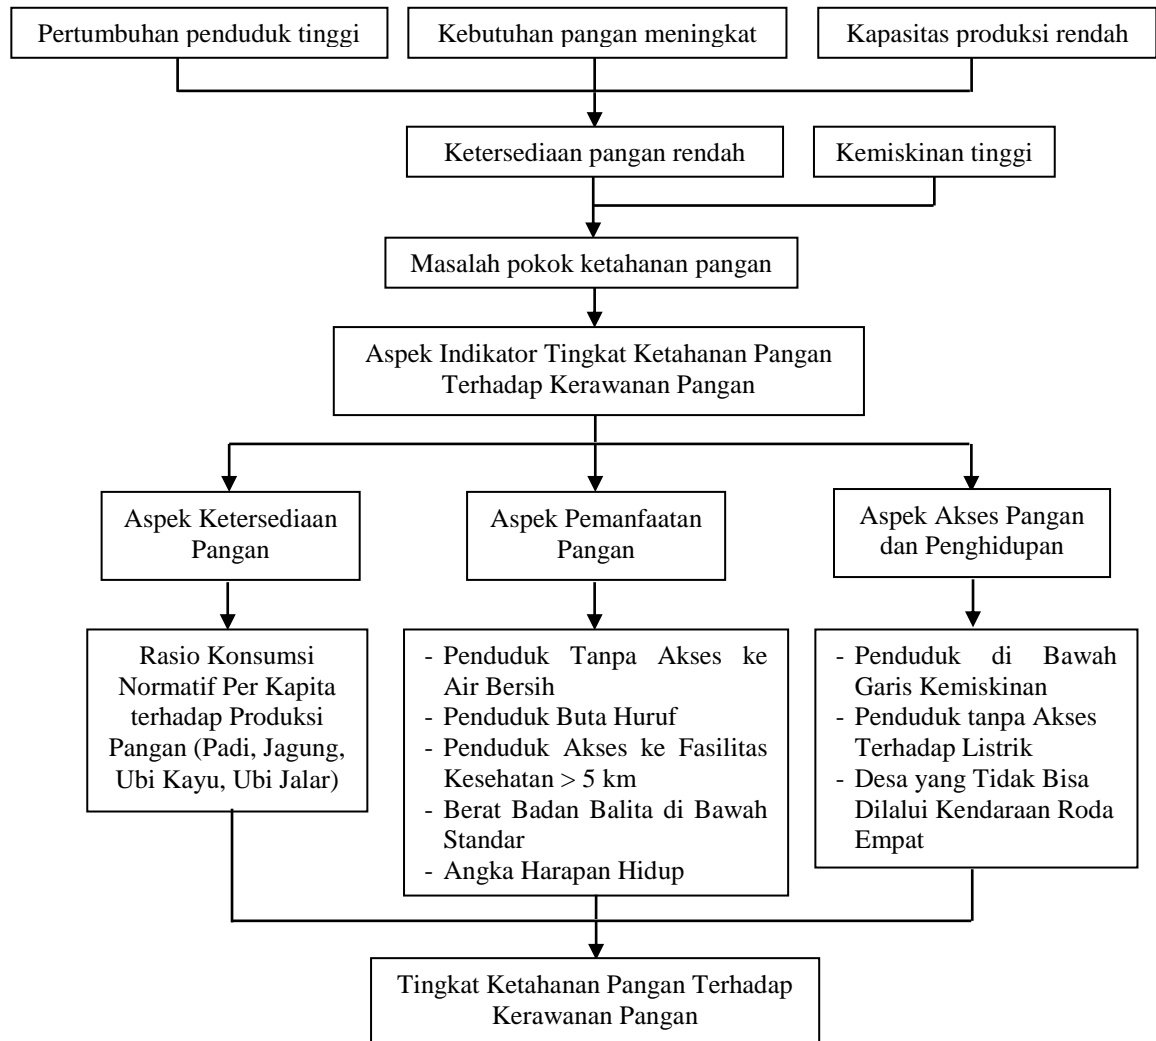 Pertumbuhan penduduk tinggi
Kebutuhan pangan meningkat
Kapasitas produksi rendah
Ketersediaan pangan rendah
Kemiskinan tinggi
Masalah pokok ketahanan pangan
Aspek Indikator Tingkat Ketahanan Pangan
Terhadap Kerawanan Pangan
Aspek Ketersediaan
Pangan
Aspek Pemanfaatan
Pangan
Aspek Akses Pangan
dan Penghidupan
Rasio Konsumsi
Normatif Per Kapita
terhadap Produksi
Pangan (Padi, Jagung,
Ubi Kayu, Ubi Jalar)
- Penduduk Tanpa Akses ke
Air Bersih
- Penduduk Buta Huruf
- Penduduk Akses ke Fasilitas
Kesehatan > 5 km
- Berat Badan Balita di Bawah
Standar
- Angka Harapan Hidup
- Penduduk di Bawah
Garis Kemiskinan
- Penduduk tanpa Akses
Terhadap Listrik
- Desa yang Tidak Bisa
Dilalui Kendaraan Roda
Empat
Tingkat Ketahanan Pangan Terhadap
Kerawanan Pangan